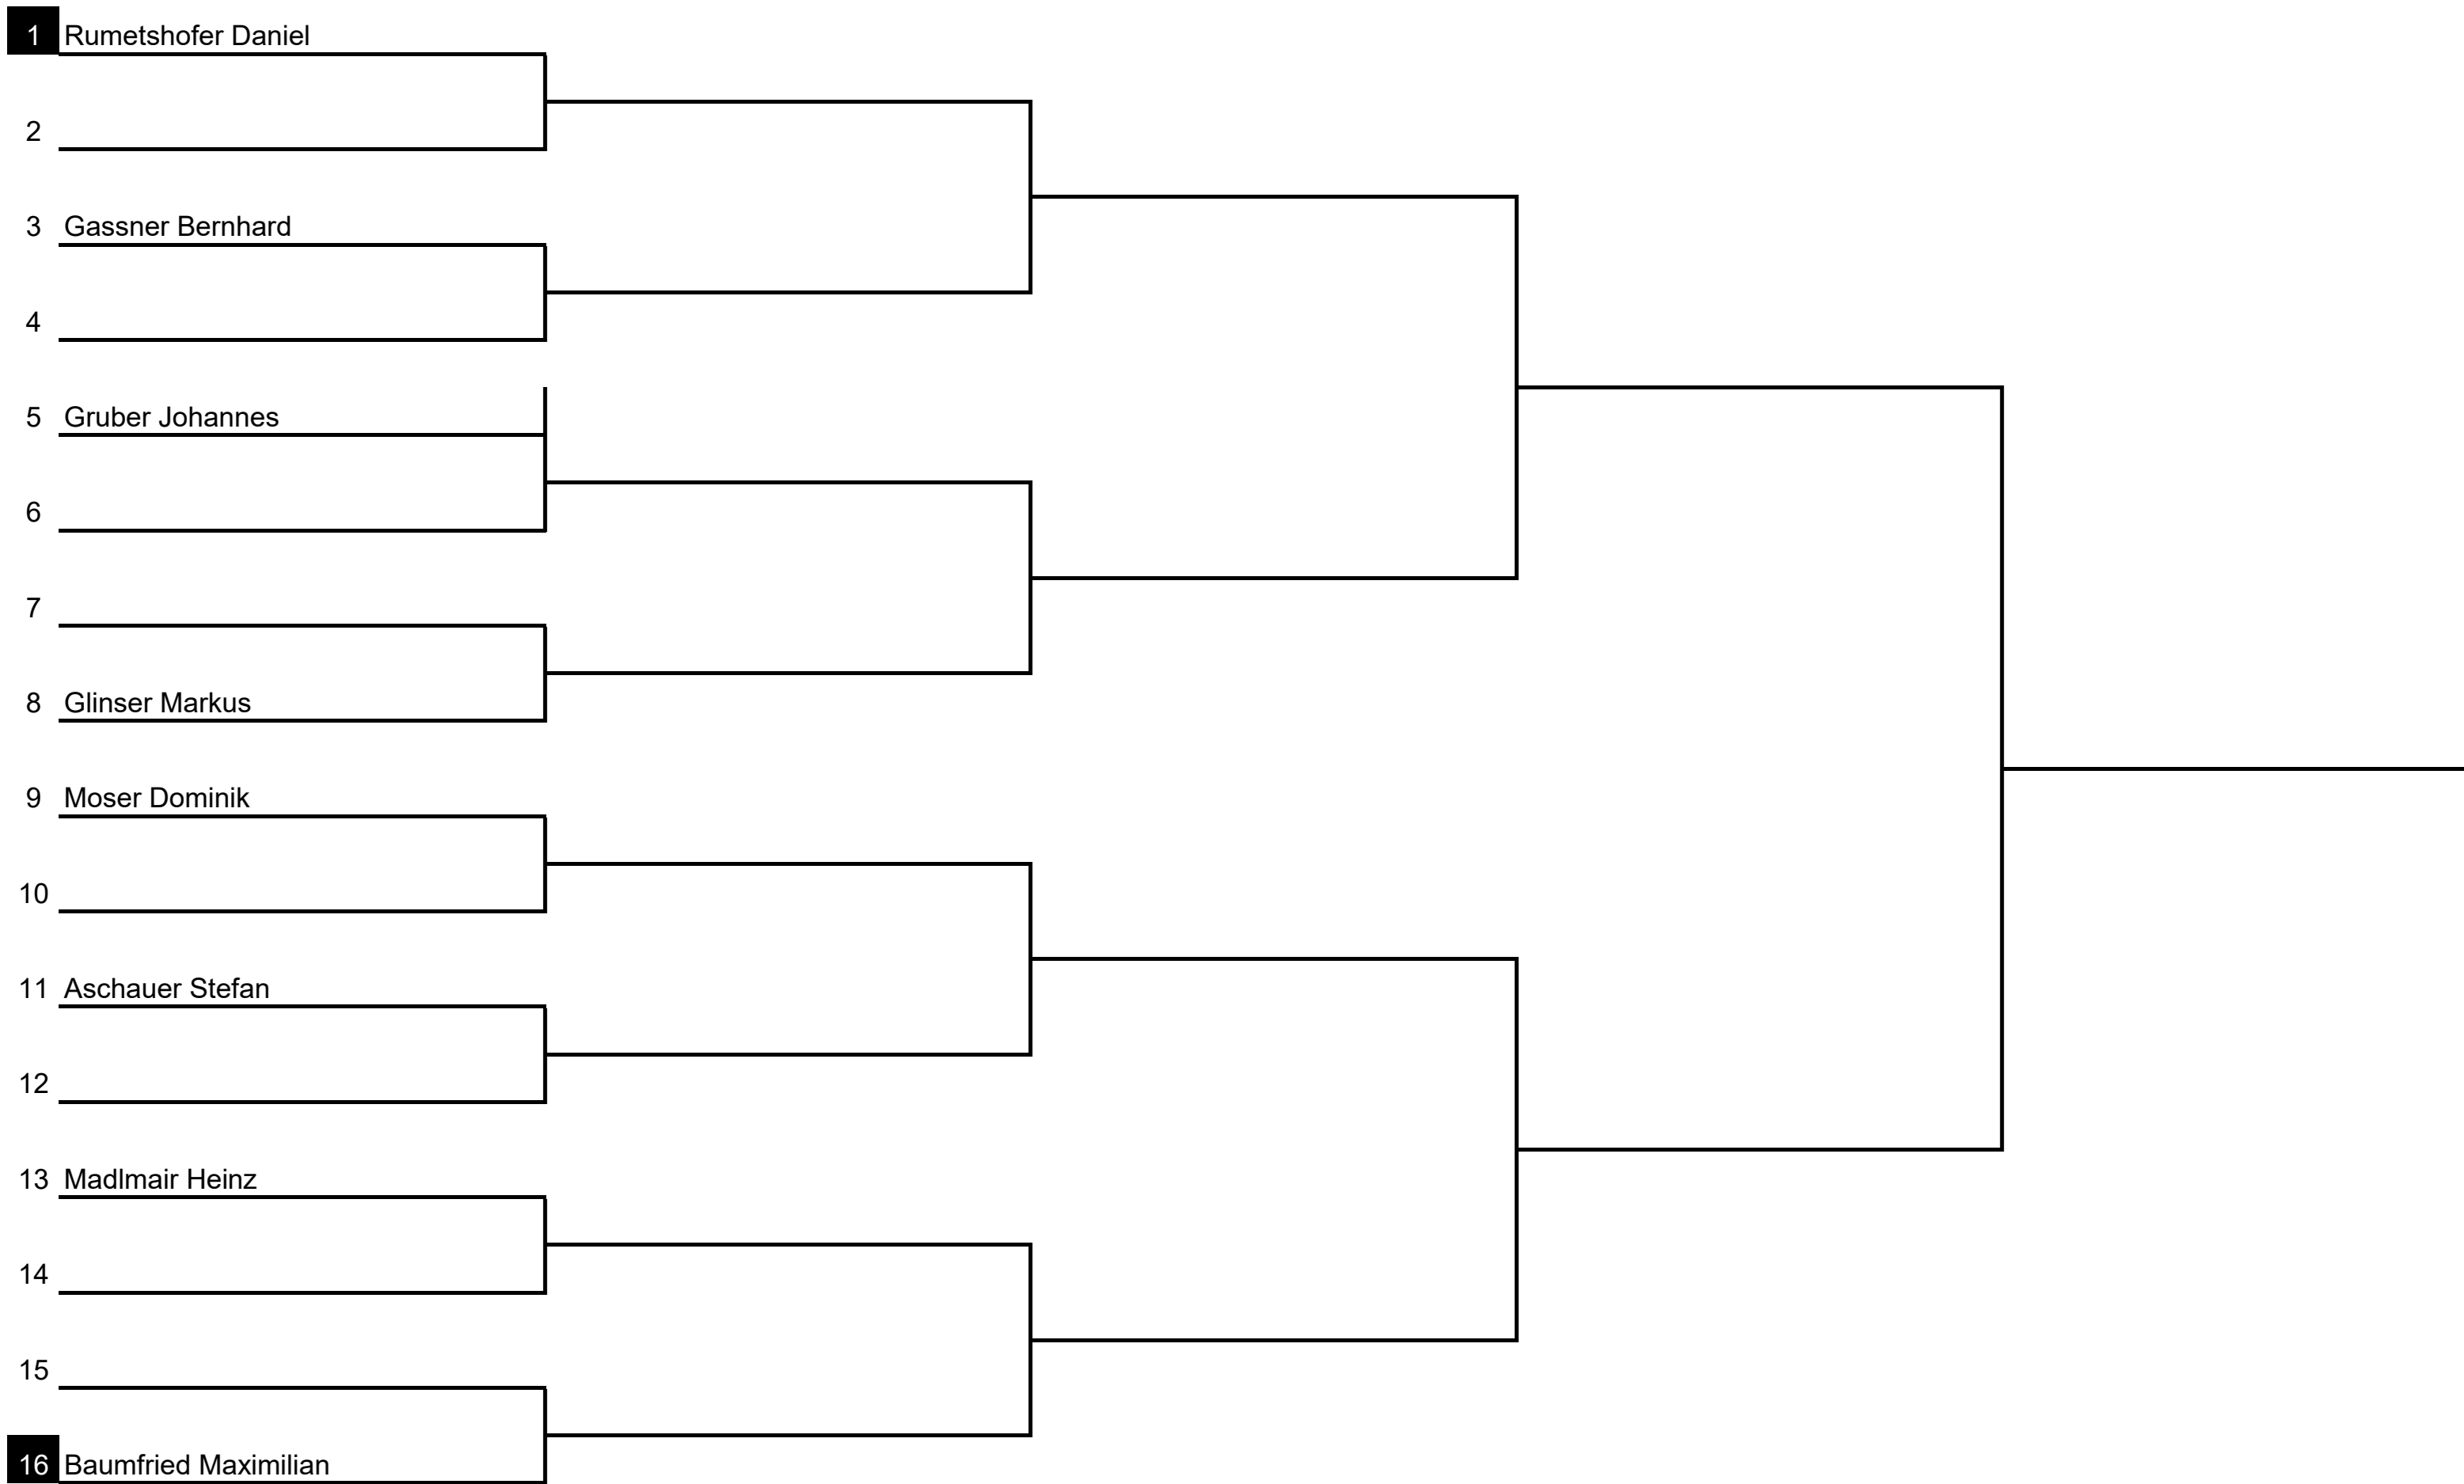 1 Rumetshofer Daniel
2
3 Gassner Bernhard
4
5 Gruber Johannes
6
7
8 Glinser Markus
9 Moser Dominik
10
11 Aschauer Stefan
12
13 Madlmair Heinz
14
15
16 Baumfried Maximilian